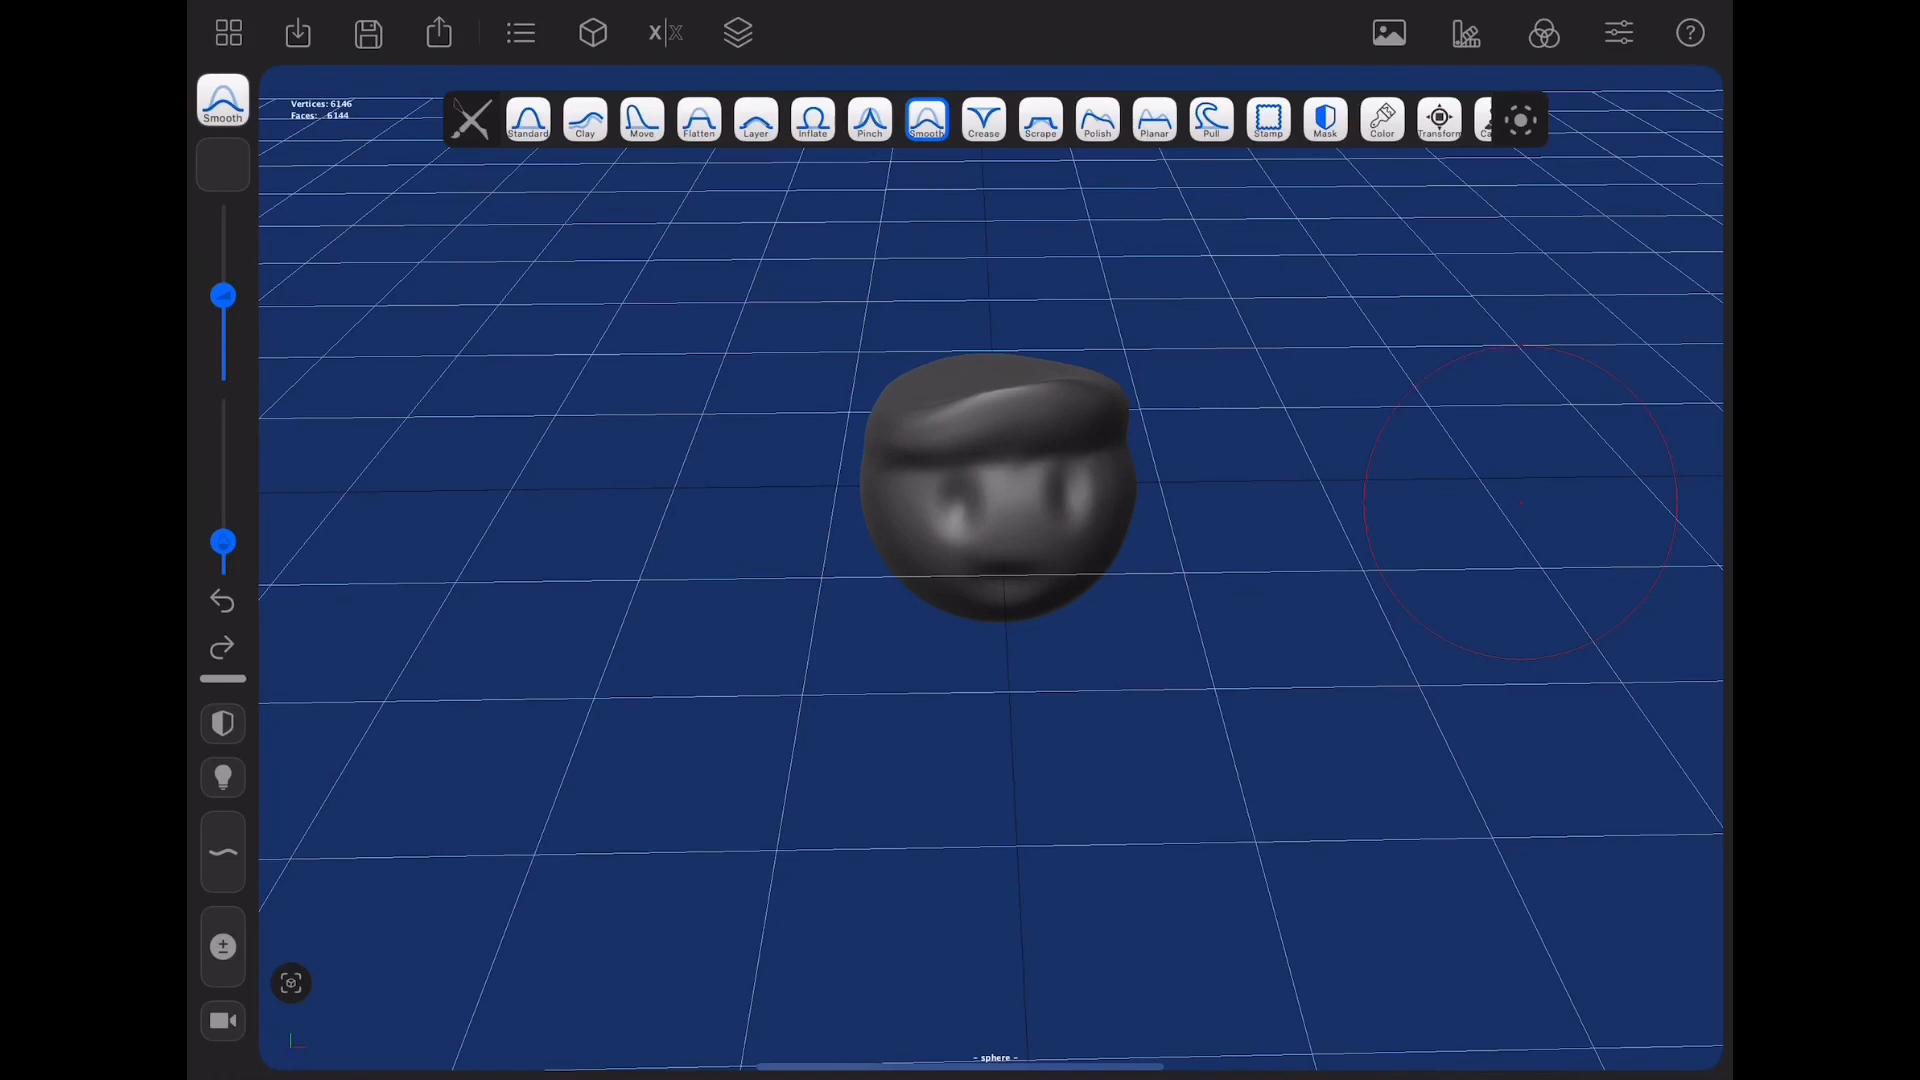 Smooth
Vertices: 6146
Faces: 6144
Standard
Clay
Move
Flatten
Layer
Inflate
Pinch
Smooth
Crease
Scrape
Polish
Planar
Pull
Stamp
Mask
Color
Transform
X|X
?
- sphere -